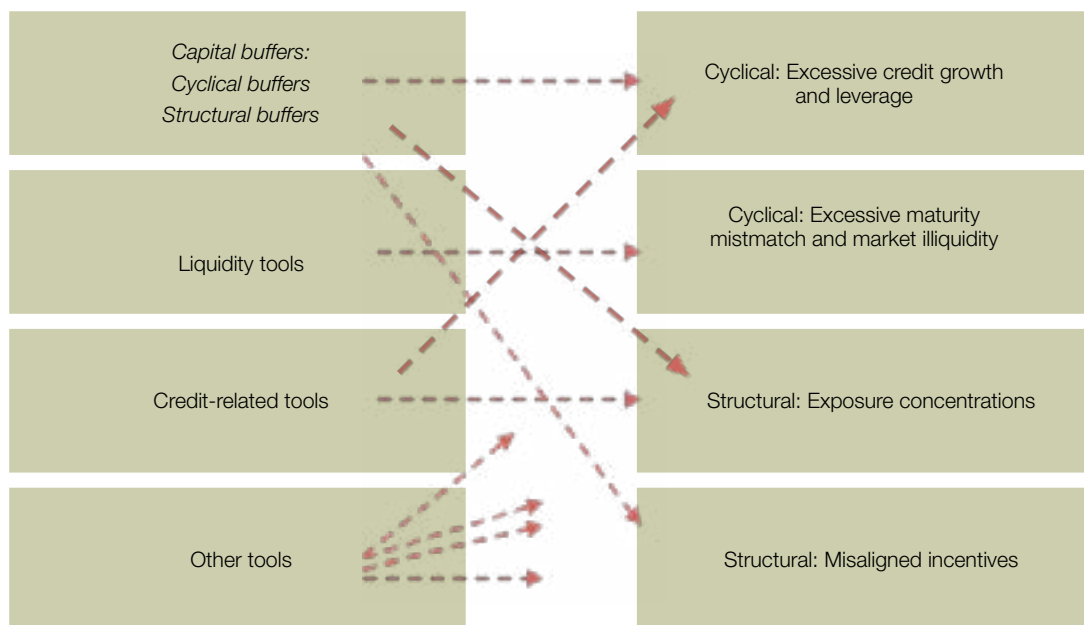 Capital buffers:
Cyclical buffers
Structural buffers
Cyclical: Excessive credit growth
and leverage
Liquidity tools
Cyclical: Excessive maturity
mistmatch and market illiquidity
Credit-related tools
Structural: Exposure concentrations
Other tools
Structural: Misaligned incentives